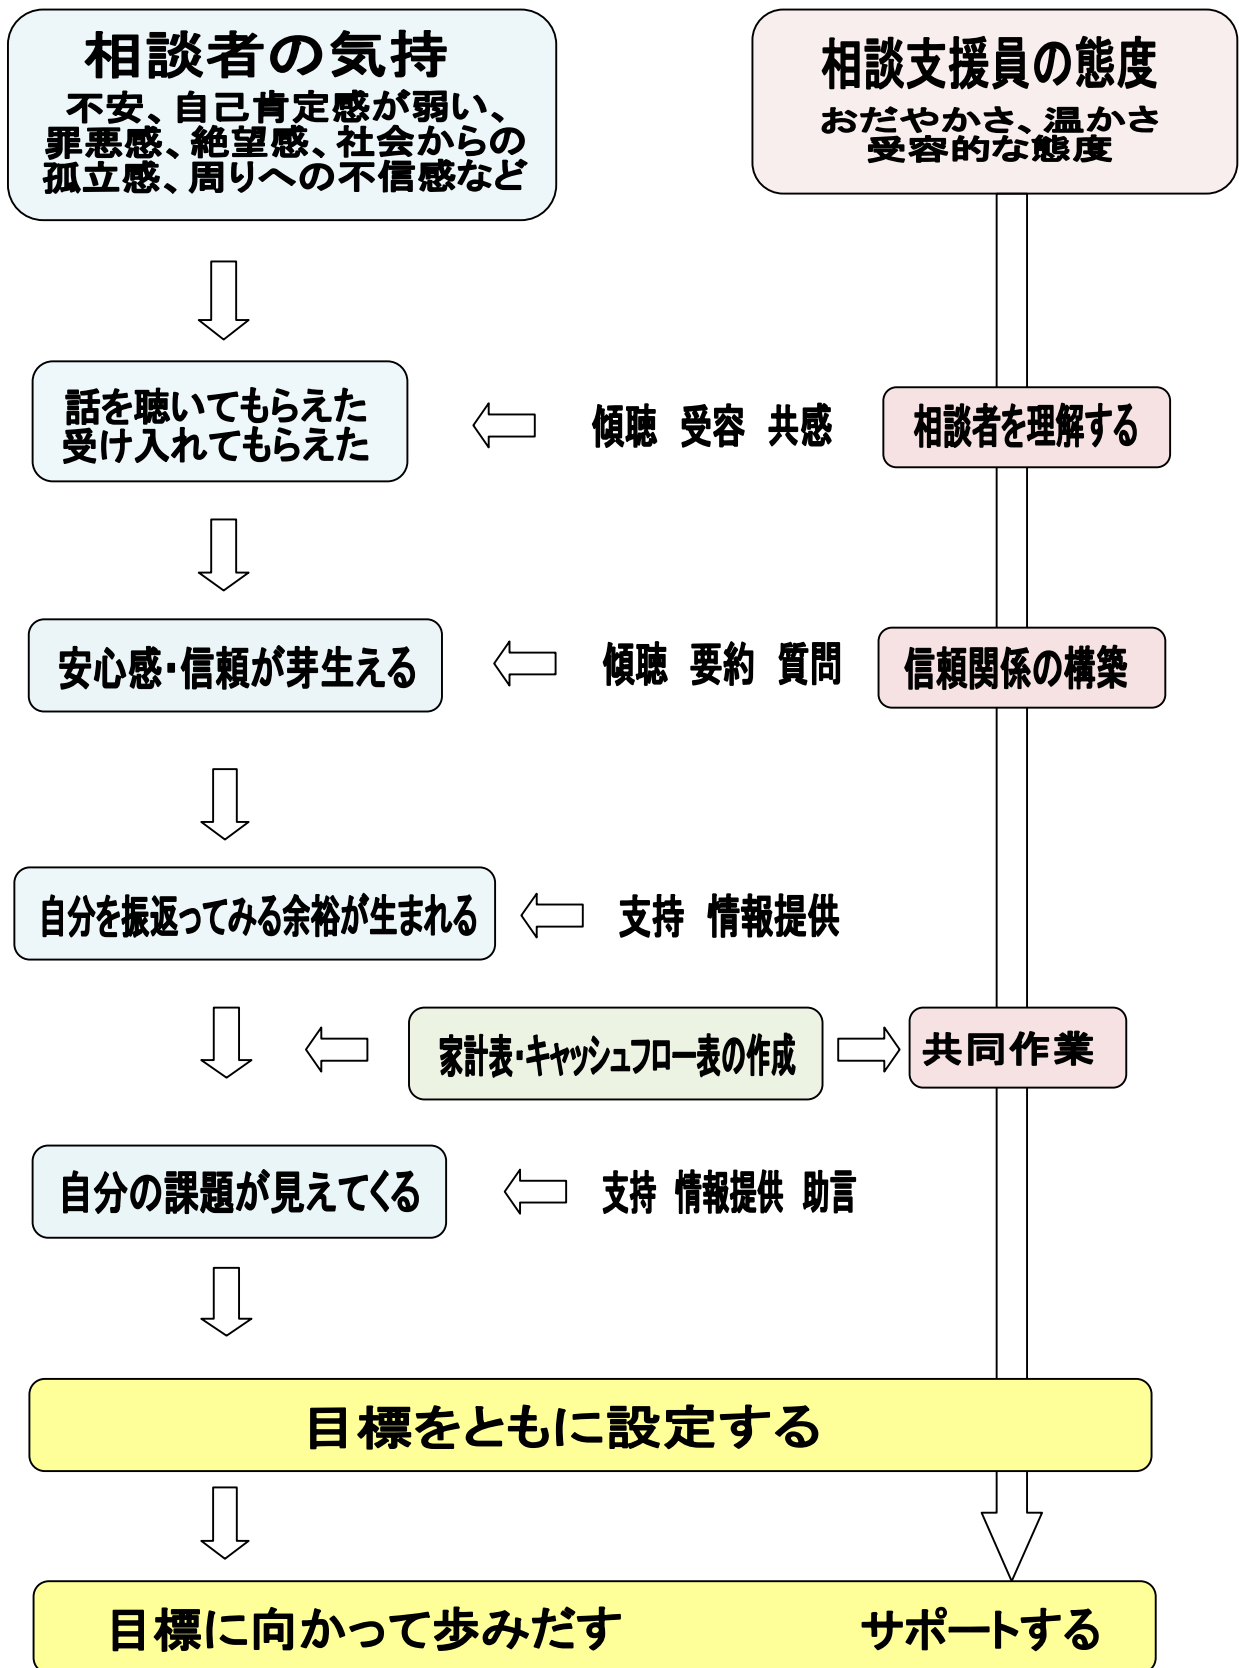 相談者の気持
不安、自己肯定感が弱い、
罪悪感、絶望感、社会からの
孤立感、周りへの不信感など
相談支援員の態度
おだやかさ、温かさ
受容的な態度
話を聴いてもらえた
受け入れてもらえた
傾聴 受容 共感
相談者を理解する
安心感・信頼が芽生える
傾聴 要約 質問
信頼関係の構築
自分を振返ってみる余裕が生まれる
支持 情報提供
家計表・キャッシュフロー表の作成
共同作業
自分の課題が見えてくる
支持 情報提供 助言
目標をともに設定する
目標に向かって歩みだす
サポートする